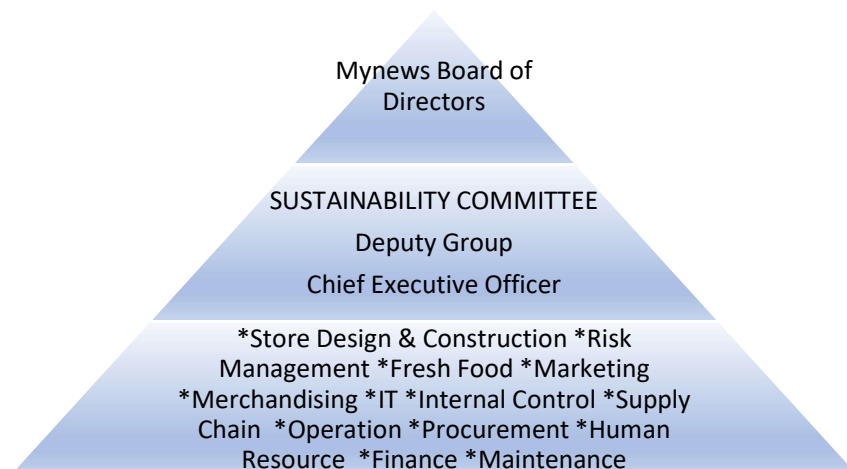 Mynews Board of
Directors
SUSTAINABILITY COMMITTEE
Deputy Group
Chief Executive Officer
*Store Design & Construction *Risk
Management *Fresh Food *Marketing
*Merchandising *IT *Internal Control *Supply
Chain  *Operation *Procurement *Human
Resource  *Finance *Maintenance